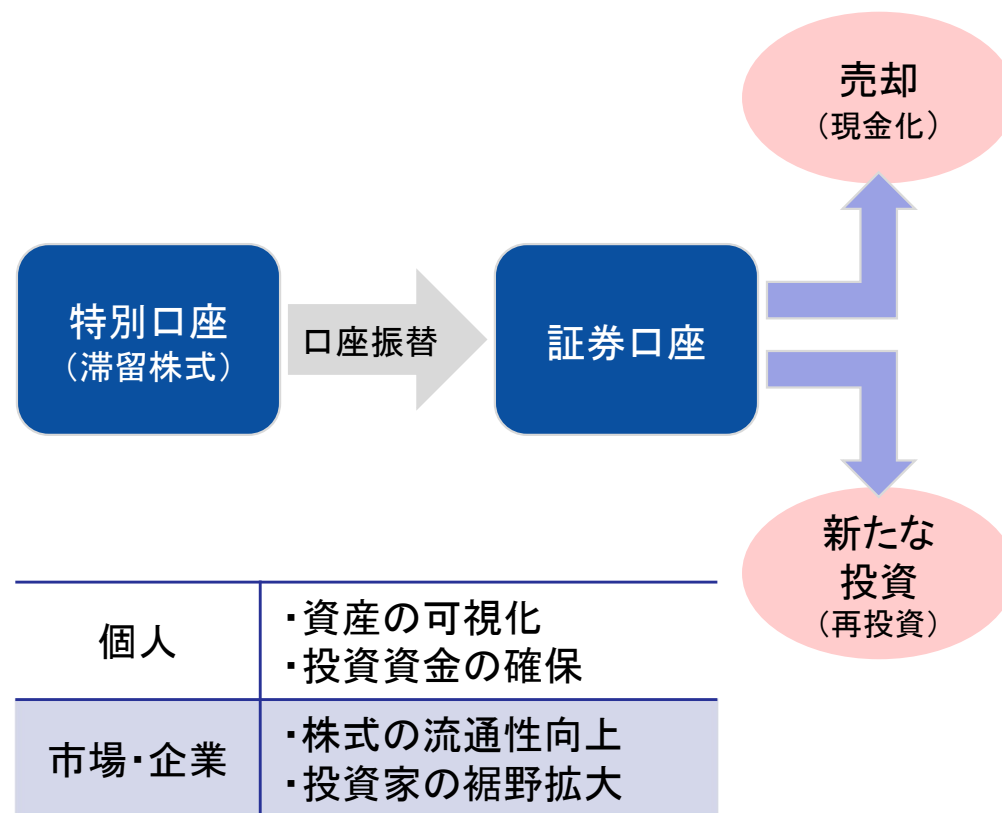 売却
（現金化）
特別口座
（滞留株式）
口座振替
証券口座
新たな
投資
（再投資）
個人
・資産の可視化
・投資資金の確保
市場・企業
・株式の流通性向上
・投資家の裾野拡大